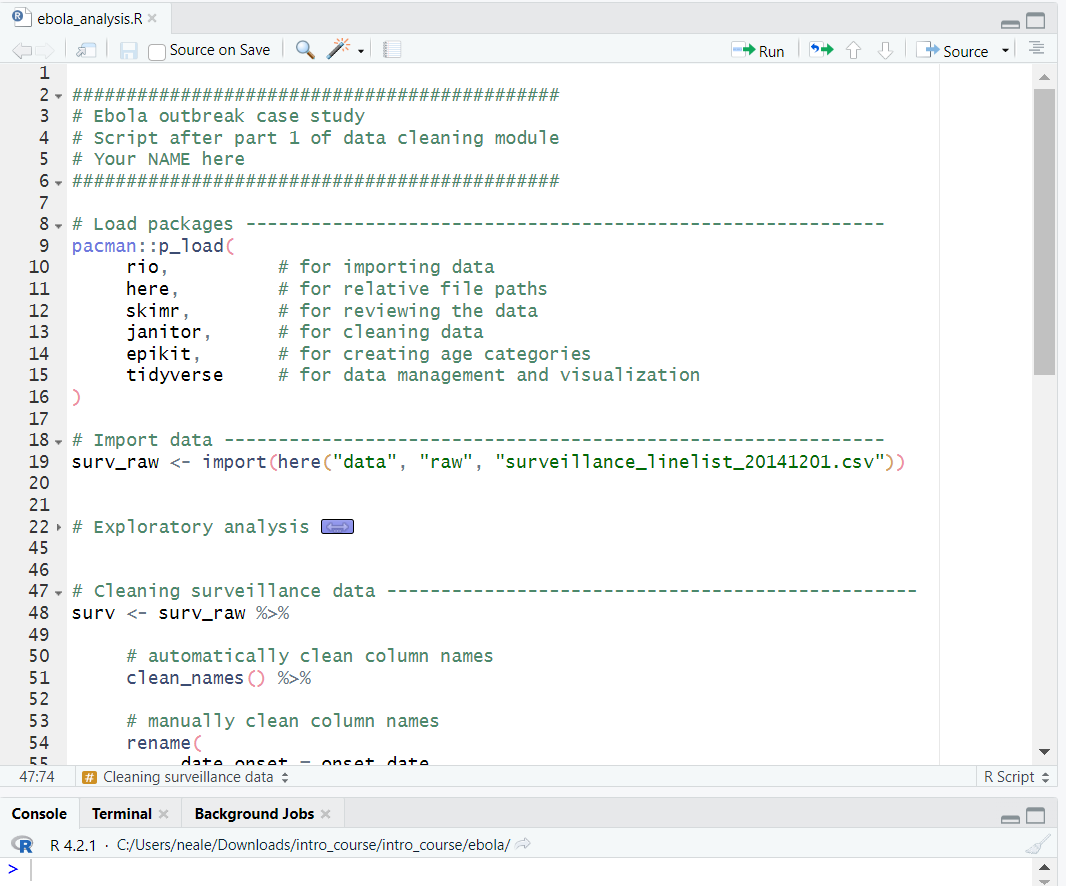 ebola_analysis.R
Source on Save
Run
Source
1
2 #############################################
3 # Ebola outbreak case study
4 # Script after part 1 of data cleaning module
5 # Your NAME here
6 #############################################
7
8 # Load packages -----------------------------------------------------------
9 pacman::p_load(
10      rio,          # for importing data
11      here,         # for relative file paths
12      skimr,        # for reviewing the data
13      janitor,      # for cleaning data
14      epikit,       # for creating age categories
15      tidyverse     # for data management and visualization
16 )
17
18 # Import data -------------------------------------------------------------
19 surv_raw <- import(here("data", "raw", "surveillance_linelist_20141201.csv"))
20
21
22 # Exploratory analysis
45
46
47 # Cleaning surveillance data -------------------------------------------------
48 surv <- surv_raw %>%
49
50      # automatically clean column names
51      clean_names() %>%
52
53      # manually clean column names
54      rename(
55           date_onset = onset_date
47:74 # Cleaning surveillance data R Script
Console Terminal Background Jobs
R R 4.2.1 · C:/Users/neale/Downloads/intro_course/intro_course/ebola/
>